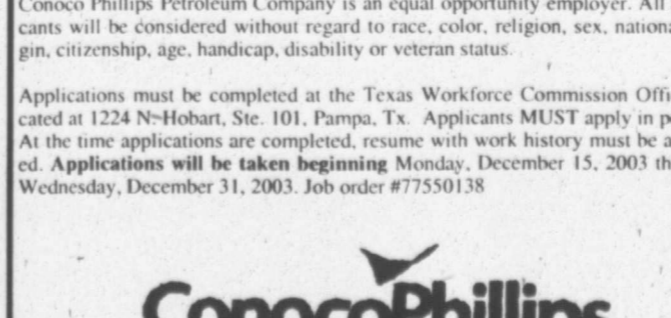 Conoco Phillips Petroleum Company is an equal opportunity employer. All
cants will be considered without regard to race, color, religion, sex, nationa
gin, citizenship, age, handicap, disability or veteran status.
Applications must be completed at the Texas Workforce Commission Offi
cated at 1224 N. Hobart, Ste. 101, Pampa, Tx. Applicants MUST apply in pe
At the time applications are completed, resume with work history must be a
ed. Applications will be taken beginning Monday, December 15, 2003 th
Wednesday, December 31, 2003. Job order #77550138
ConocoPhillips